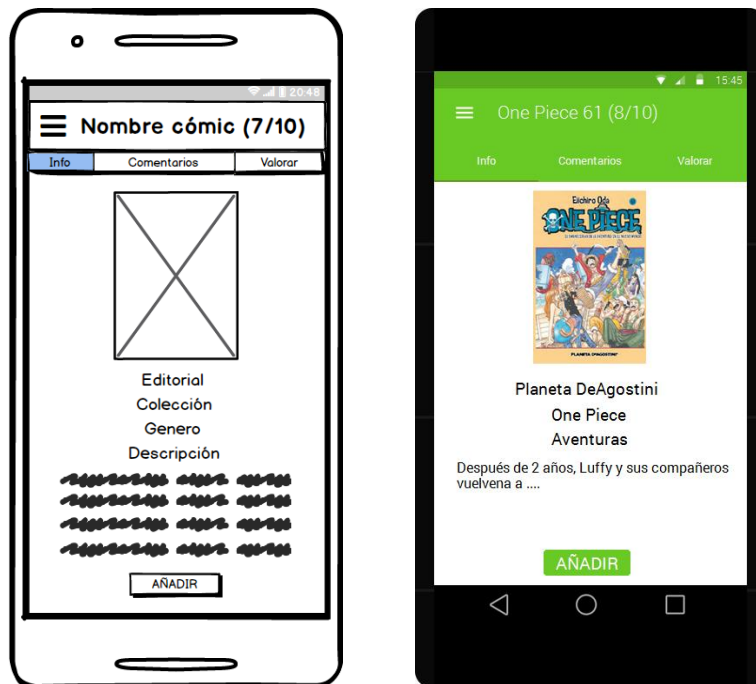 20:48
Nombre cómic (7/10)
Info Comentarios Valorar
Editorial
Colección
Genero
Descripción
AÑADIR
15:45
One Piece 61 (8/10)
Info Comentarios Valorar
Eiichiro Oda
ONE PIECE
PLANETA DEAGOSTINI
Planeta DeAgostini
One Piece
Aventuras
Después de 2 años, Luffy y sus compañeros
vuelvena a ....
AÑADIR